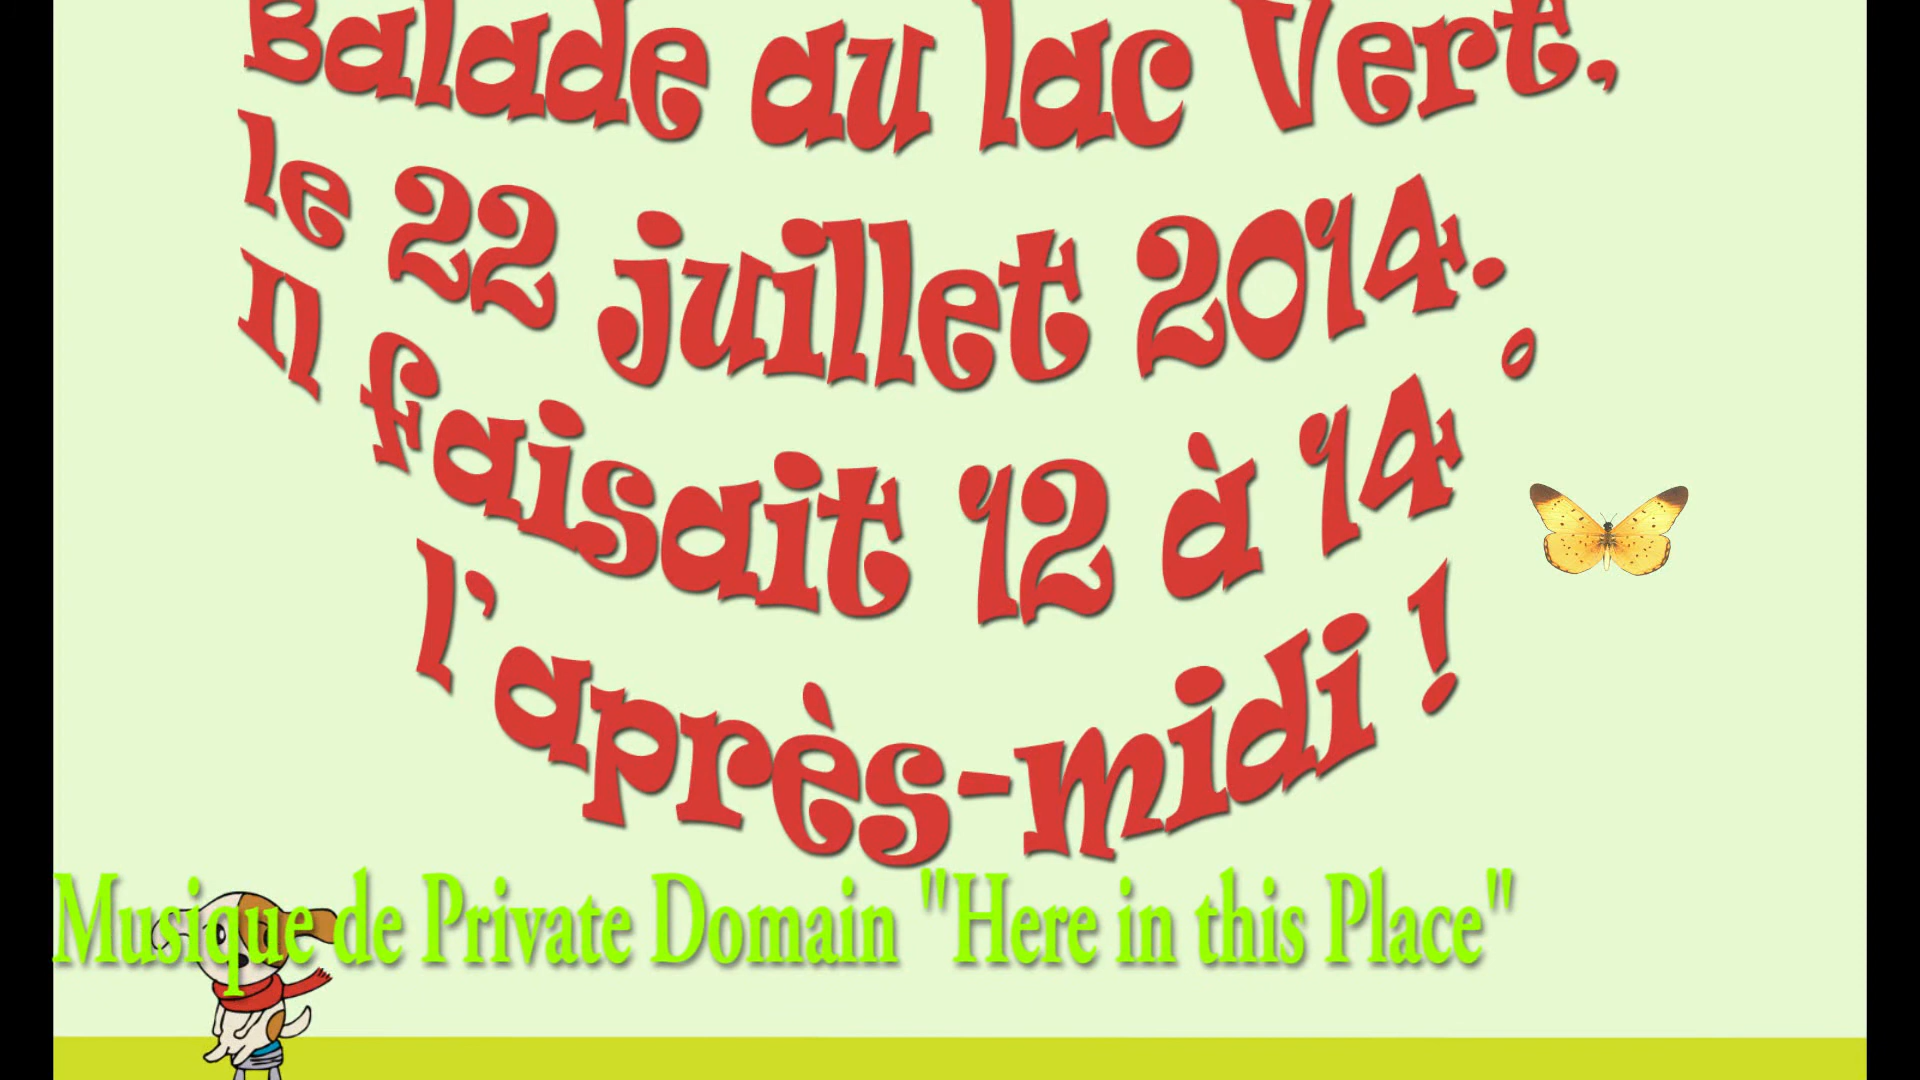 Balade au lac Vert,
le 22 juillet 2014.
Il faisait 12 à 14 °
l'après-midi !
Musique de Private Domain "Here in this Place"